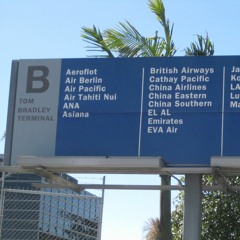 B
TOM
BRADLEY
TERMINAL
Aeroflot
Air Berlin
Air Pacific
Air Tahiti Nui
ANA
Asiana
British Airways
Cathay Pacific
China Airlines
China Eastern
China Southern
EL AL
Emirates
EVA Air